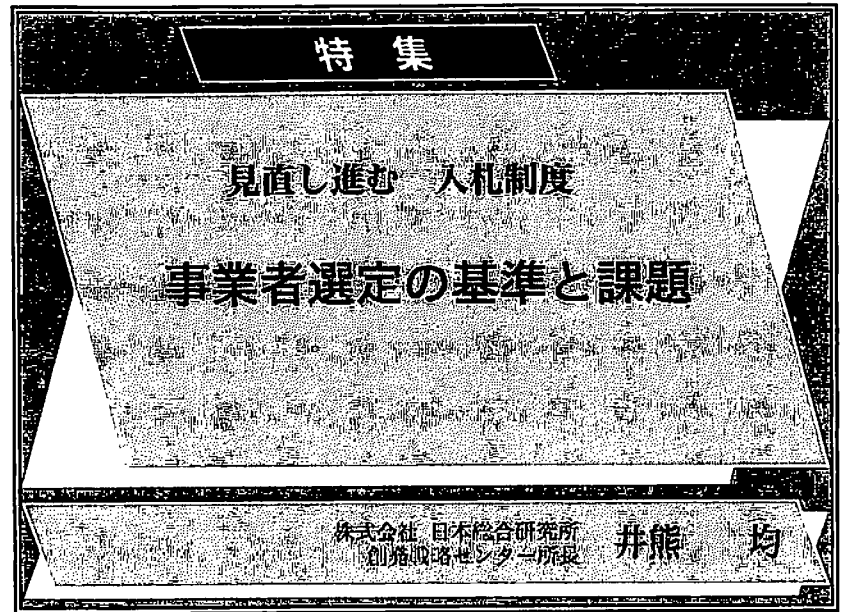 特集
見直し進む 入札制度
事業者選定の基準と課題
株式会社 日本総合研究所
創発戦略センター所長 井熊 均